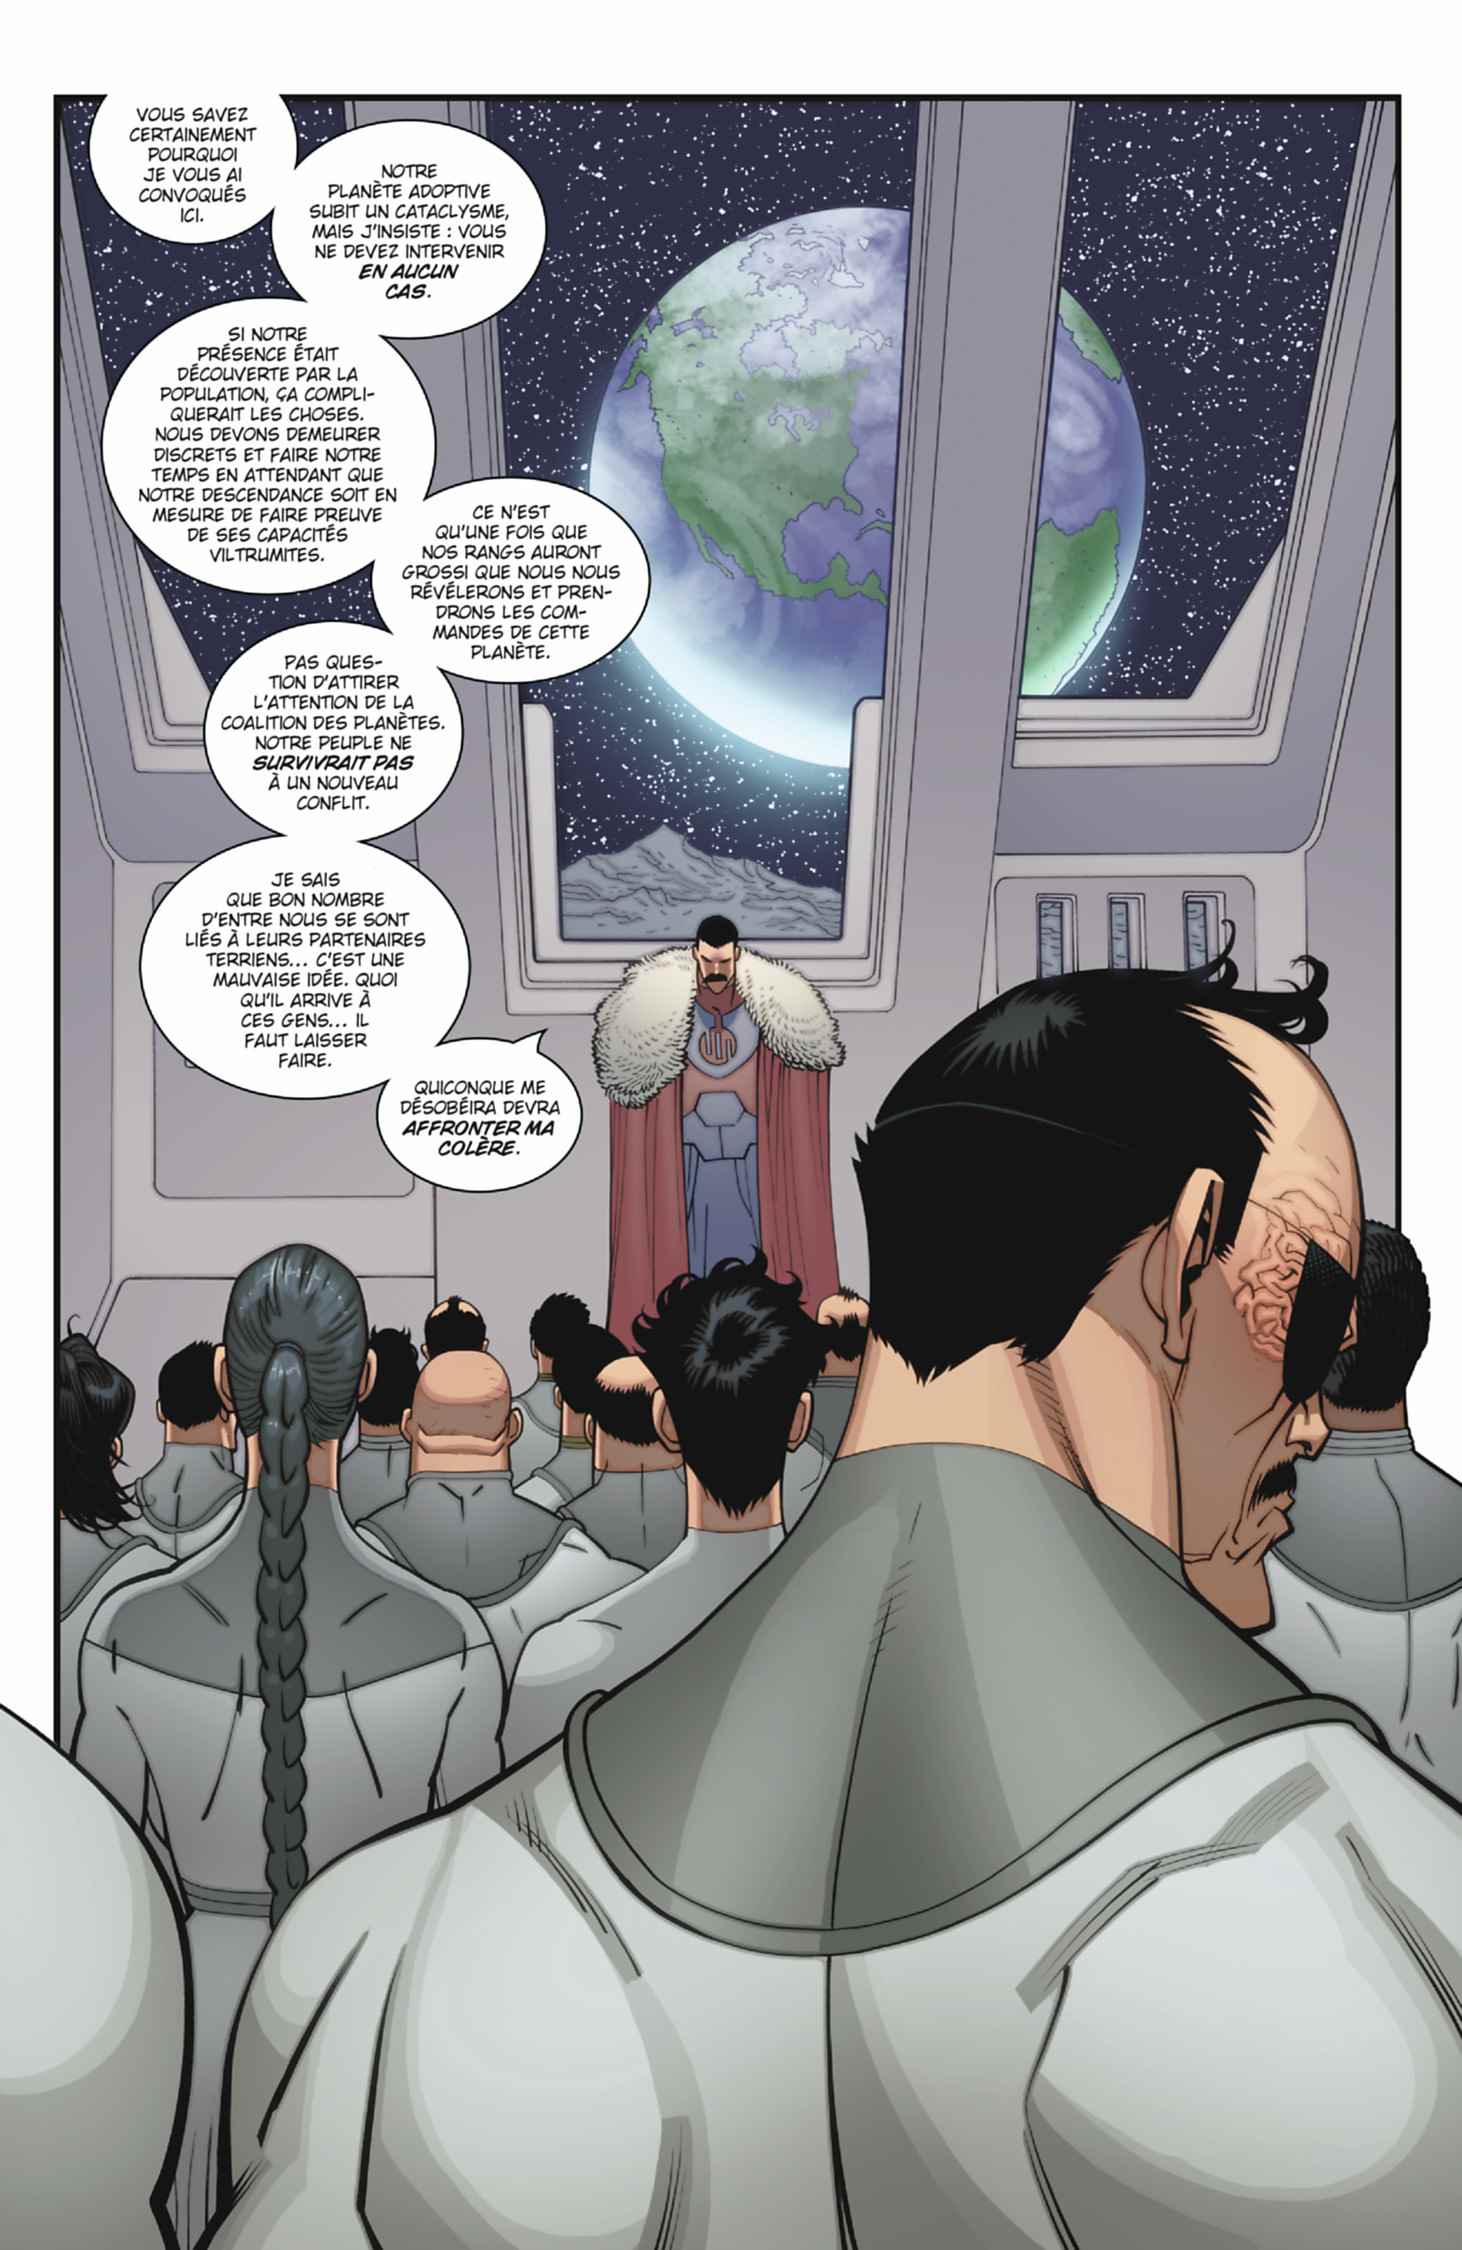 VOUS SAVEZ
CERTAINEMENT
POURQUOI
JE VOUS AI
CONVOQUÉS
ICI.
NOTRE
PLANÈTE ADOPTIVE
SUBIT UN CATACLYSME,
MAIS J'INSISTE : VOUS
NE DEVEZ INTERVENIR
EN AUCUN
CAS.
SI NOTRE
PRÉSENCE ÉTAIT
DÉCOUVERTE PAR LA
POPULATION, ÇA COMPLI-
QUERAIT LES CHOSES.
NOUS DEVONS DEMEURER
DISCRETS ET FAIRE NOTRE
TEMPS EN ATTENDANT QUE
NOTRE DESCENDANCE SOIT EN
MESURE DE FAIRE PREUVE
DE SES CAPACITÉS
VILTRUMITES.
CE N'EST
QU'UNE FOIS QUE
NOS RANGS AURONT
GROSSI QUE NOUS NOUS
RÉVÉLERONS ET PREN-
DRONS LES COM-
MANDES DE CETTE
PLANÈTE.
PAS QUES-
TION D'ATTIRER
L'ATTENTION DE LA
COALITION DES PLANÈTES.
NOTRE PEUPLE NE
SURVIVRAIT PAS
À UN NOUVEAU
CONFLIT.
JE SAIS
QUE BON NOMBRE
D'ENTRE NOUS SE SONT
LIÉS À LEURS PARTENAIRES
TERRIENS... C'EST UNE
MAUVAISE IDÉE. QUOI
QU'IL ARRIVE À
CES GENS... IL
FAUT LAISSER
FAIRE.
QUICONQUE ME
DÉSOBÉIRA DEVRA
AFFRONTER MA
COLÈRE.